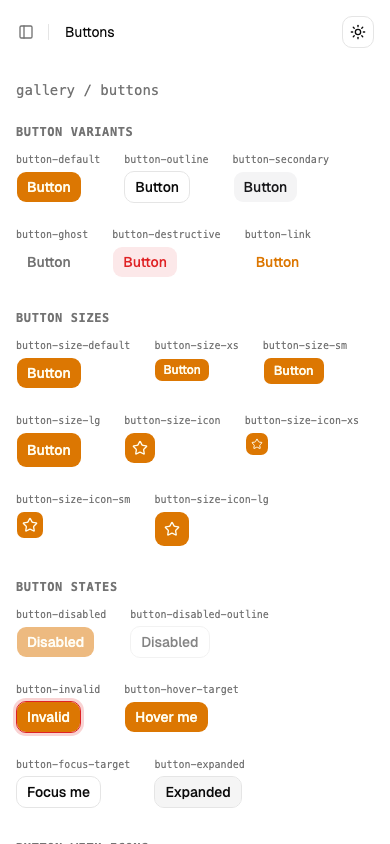 Buttons
gallery / buttons
BUTTON VARIANTS
button-default button-outline button-secondary
Button Button Button
button-ghost button-destructive button-link
Button Button Button
BUTTON SIZES
button-size-default button-size-xs button-size-sm
Button Button Button
button-size-lg button-size-icon button-size-icon-xs
Button
button-size-icon-sm button-size-icon-lg
BUTTON STATES
button-disabled button-disabled-outline
Disabled Disabled
button-invalid button-hover-target
Invalid Hover me
button-focus-target button-expanded
Focus me Expanded